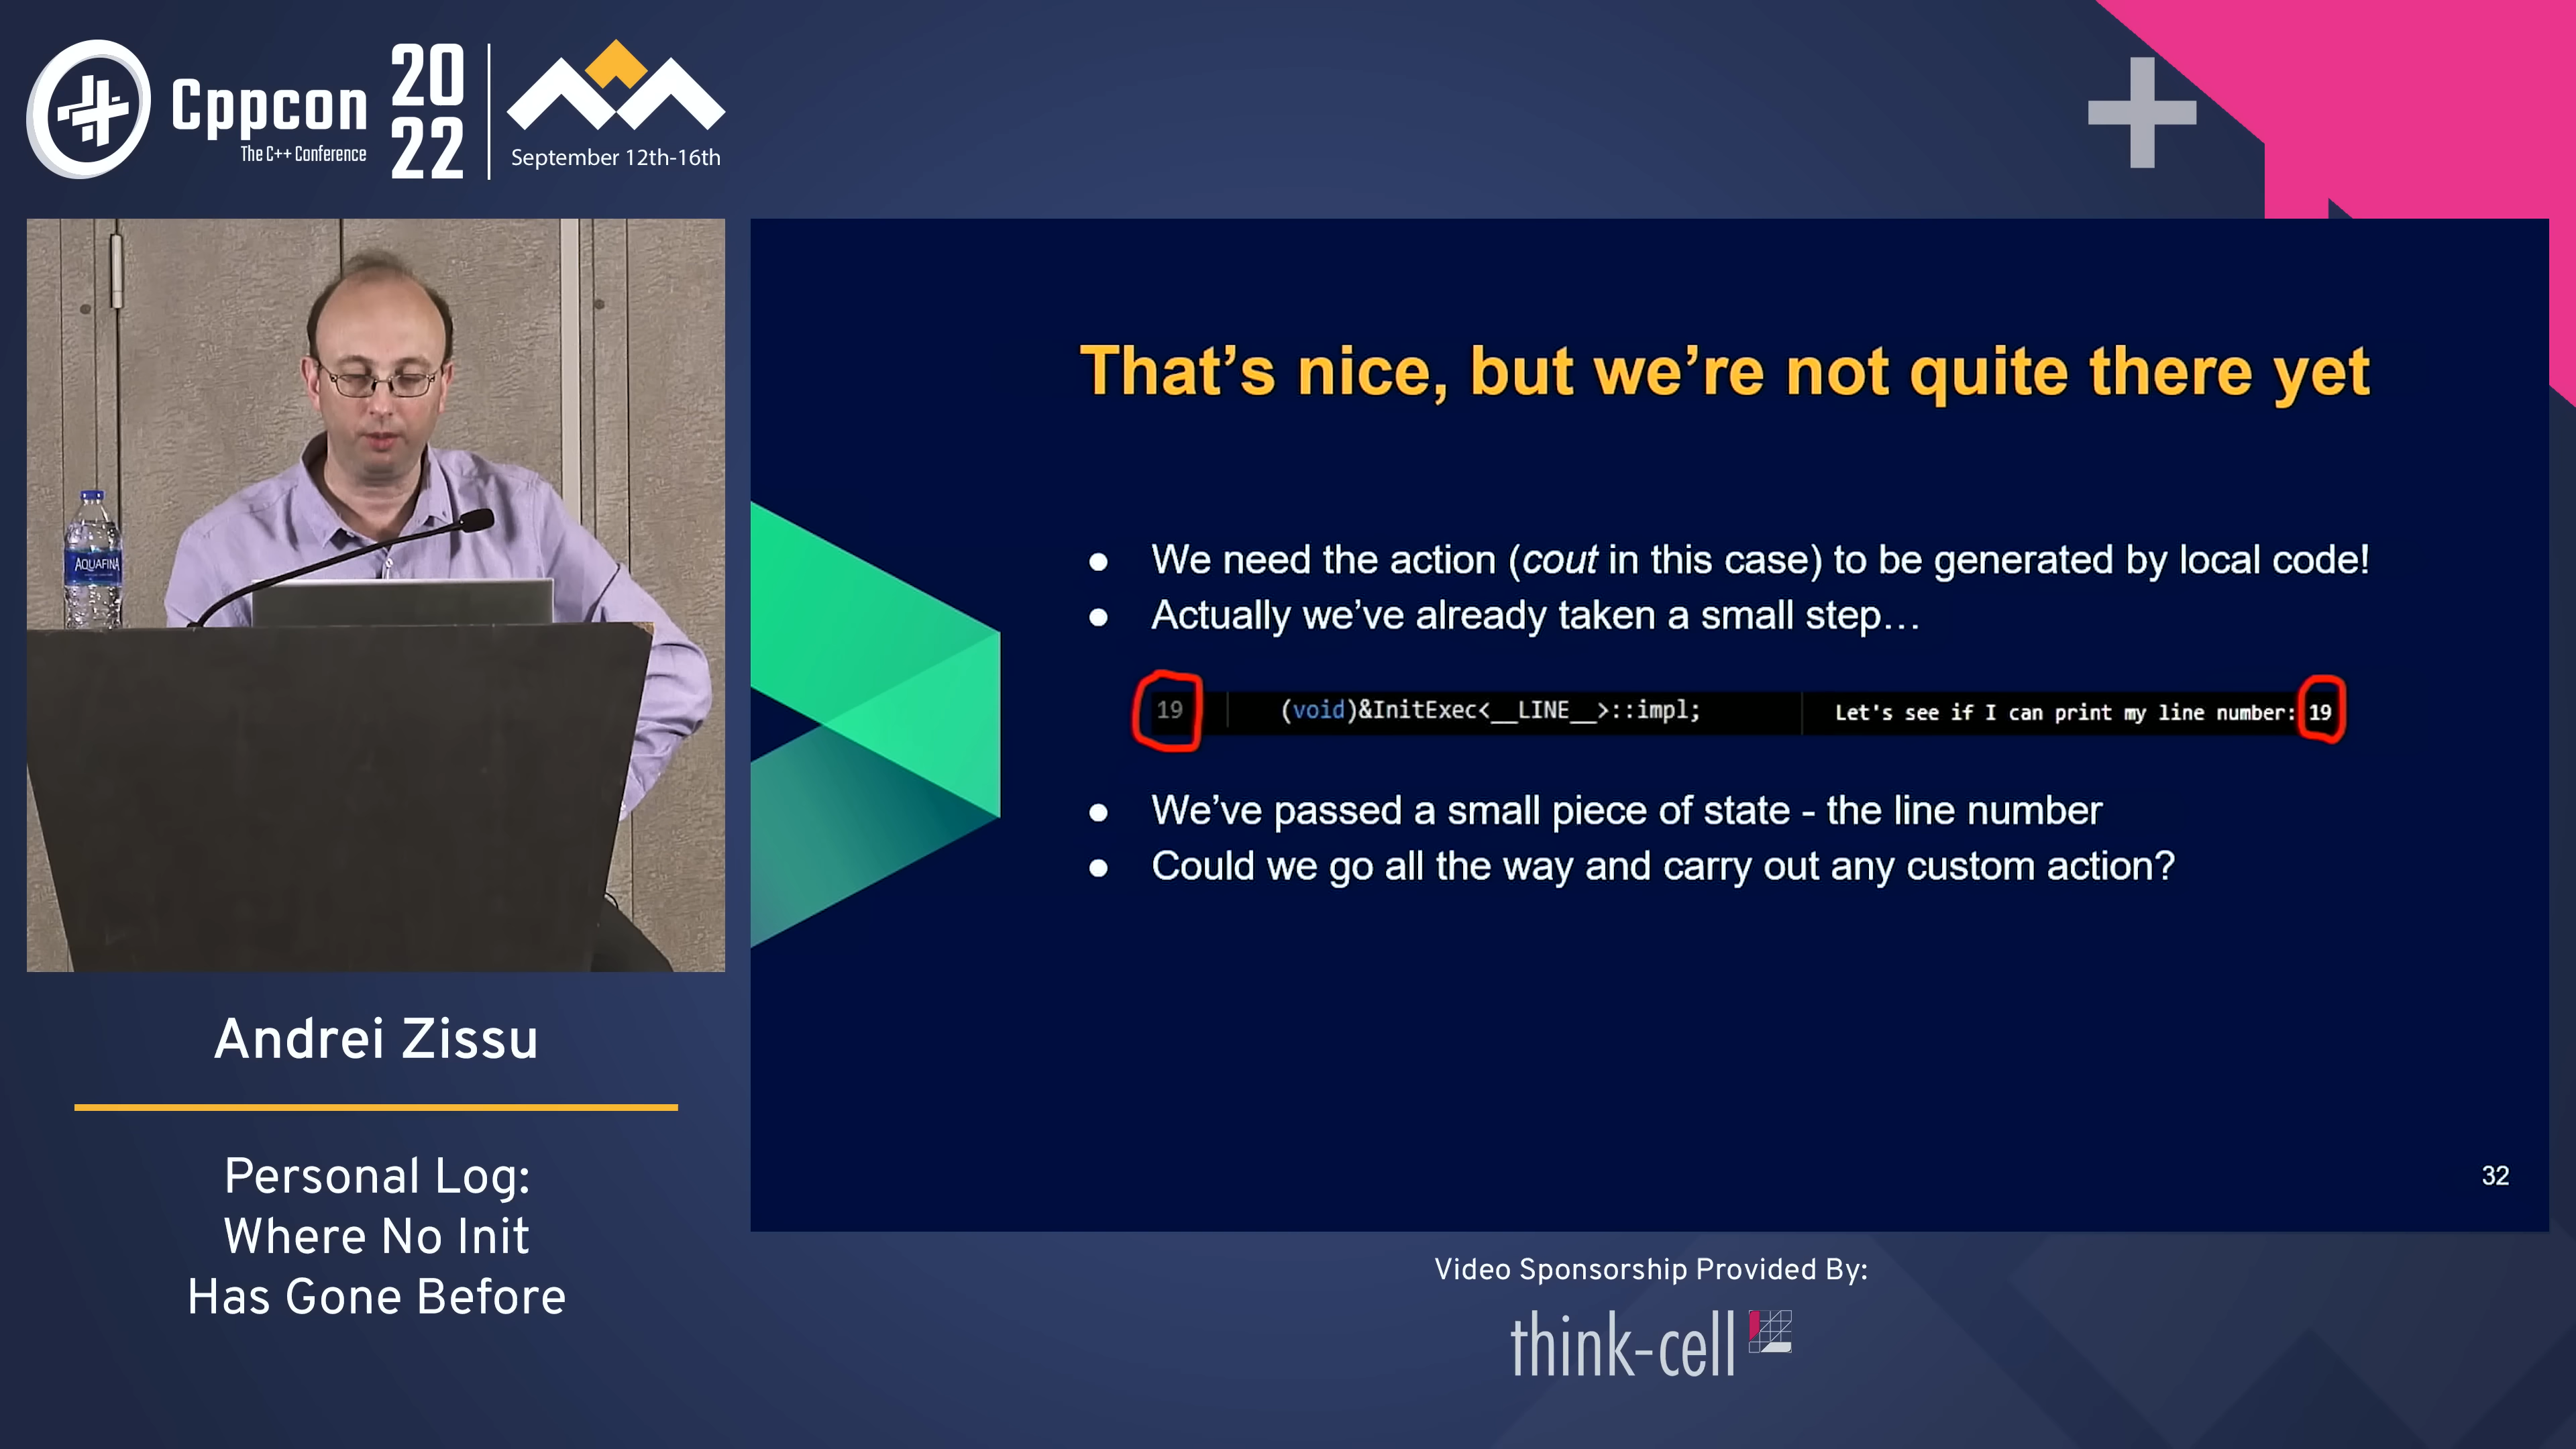 Cppcon
The C++ Conference
20
22
September 12th-16th
AQUAFINA
That's nice, but we're not quite there yet
● We need the action (cout in this case) to be generated by local code!
● Actually we've already taken a small step…
19 (void)&InitExec<__LINE__>::impl; Let's see if I can print my line number: 19
● We've passed a small piece of state - the line number
● Could we go all the way and carry out any custom action?
32
Andrei Zissu
Personal Log:
Where No Init
Has Gone Before
Video Sponsorship Provided By:
think-cell